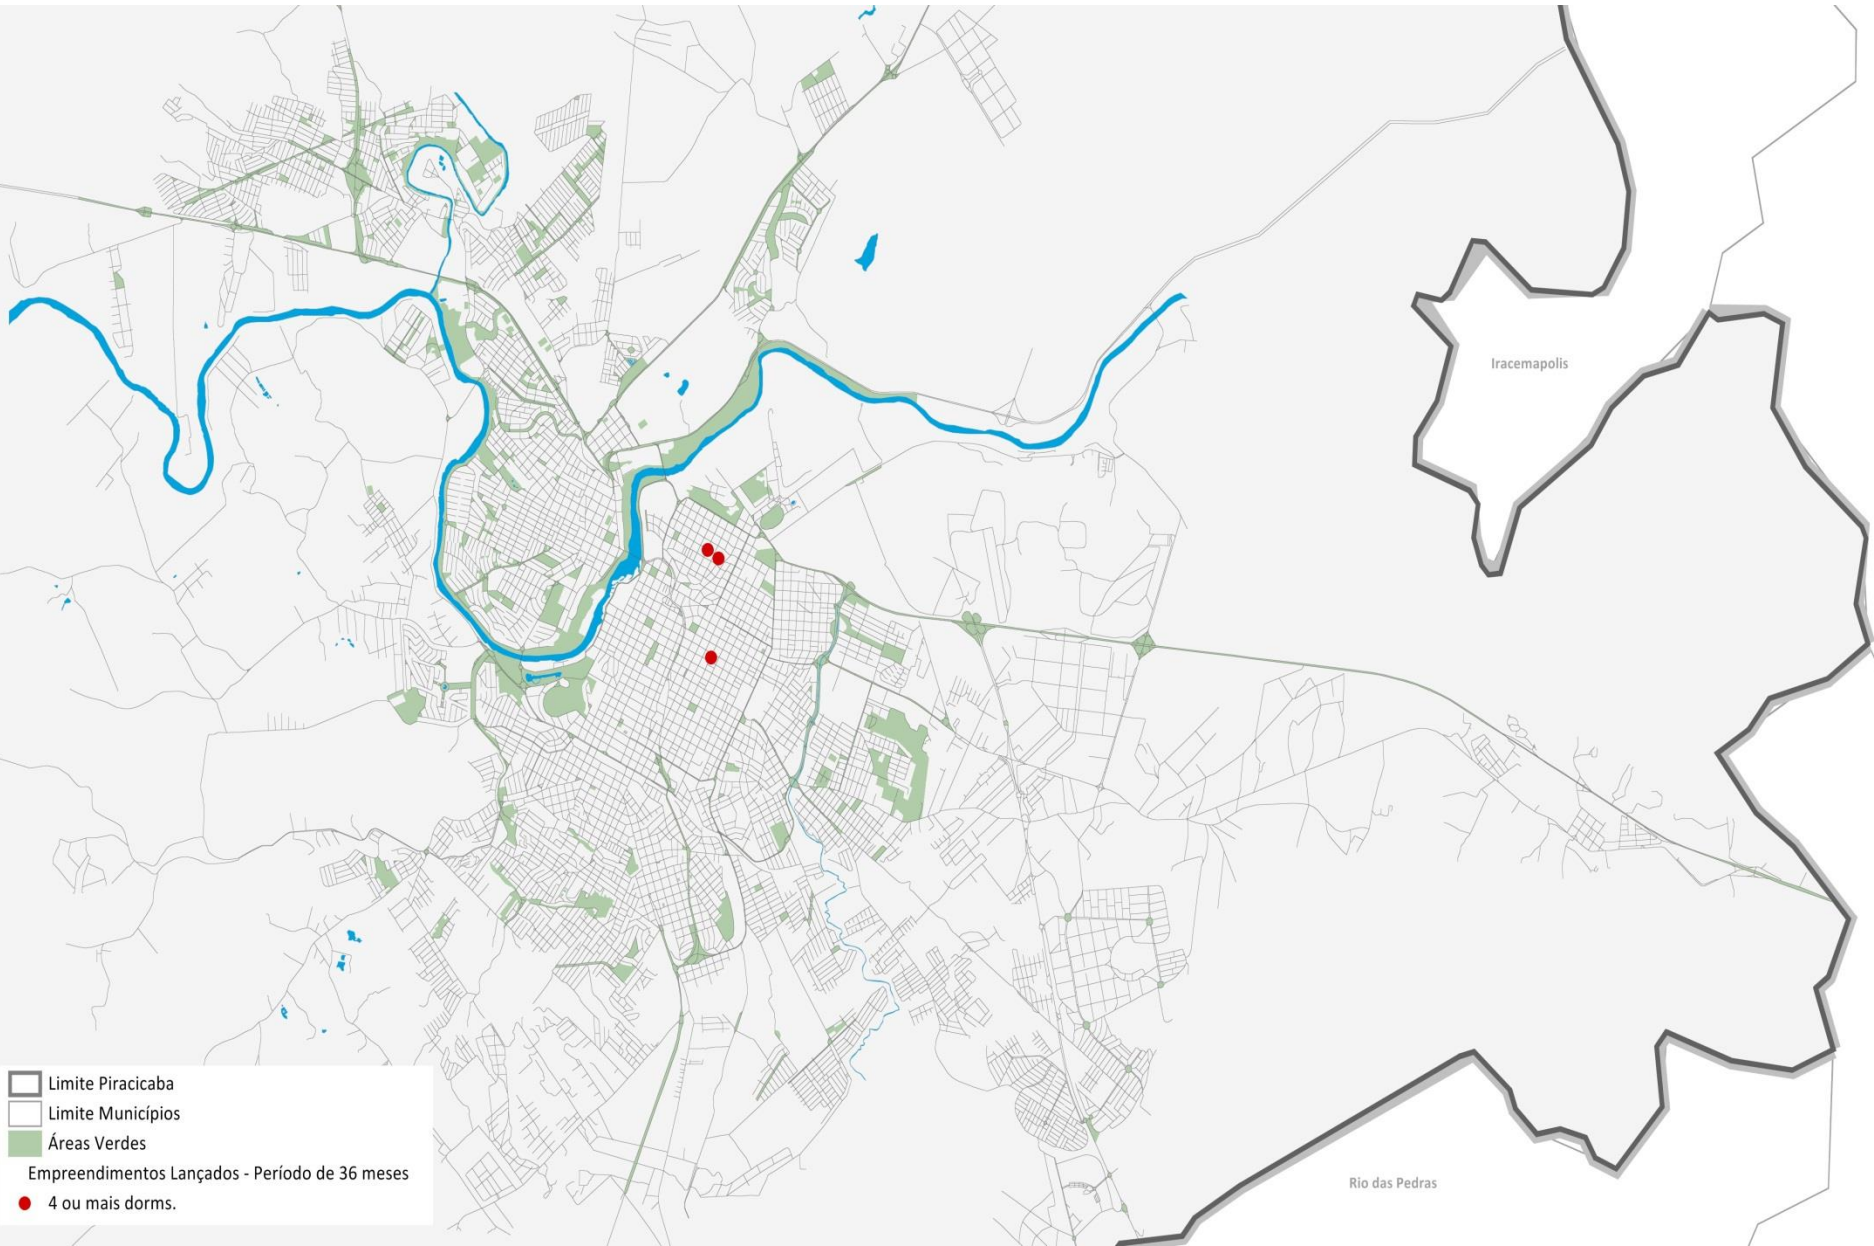 Iracemapolis
Limite Piracicaba
Limite Municípios
Áreas Verdes
Empreendimentos Lançados - Período de 36 meses
4 ou mais dorms.
Rio das Pedras